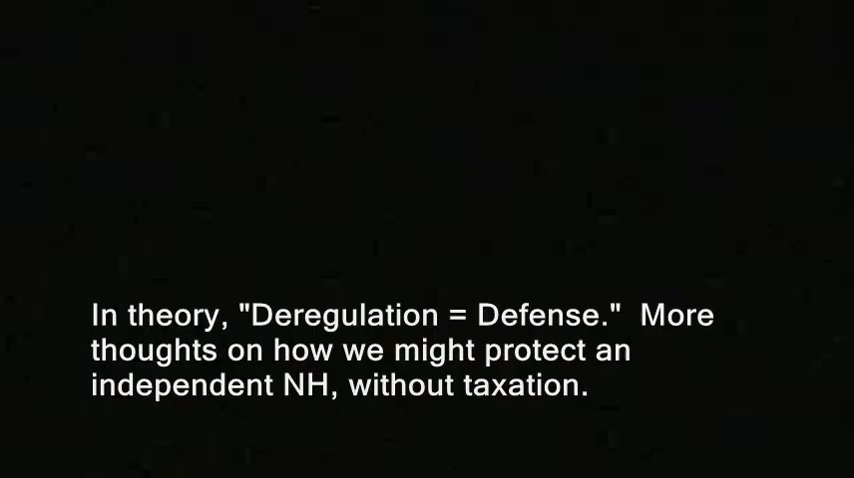 In theory, "Deregulation = Defense."  More
thoughts on how we might protect an
independent NH, without taxation.